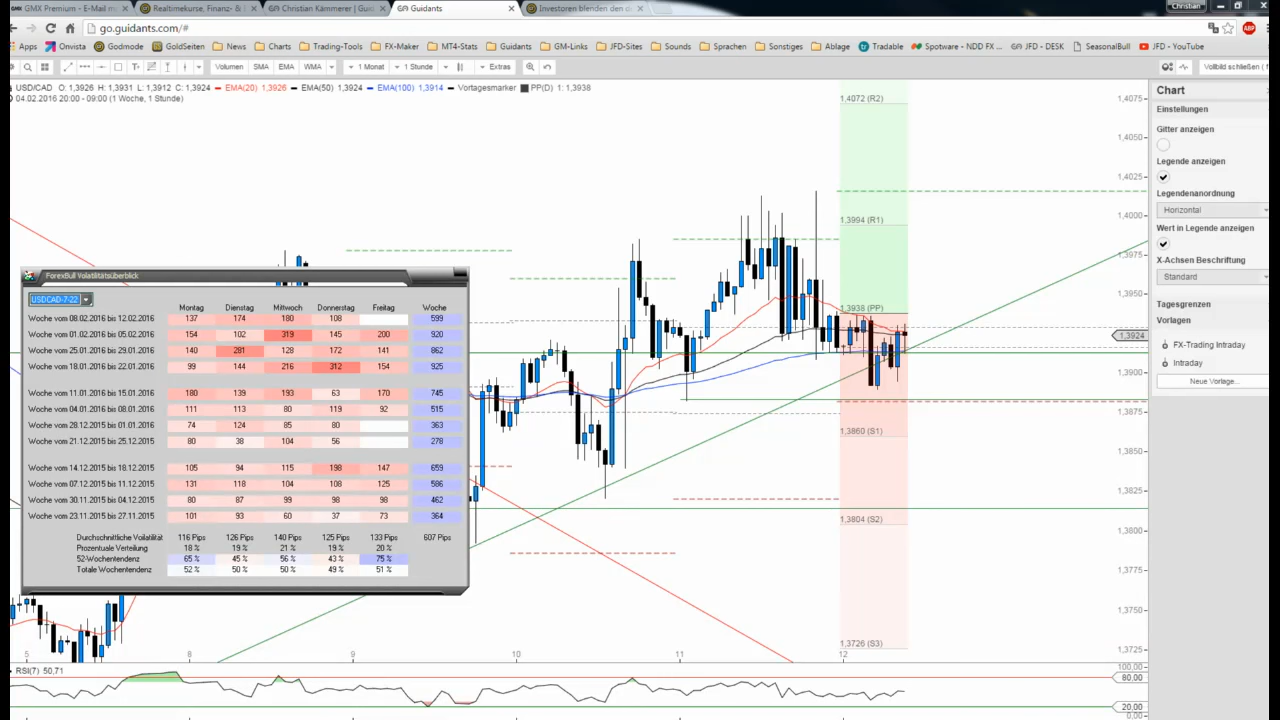 GMX Premium - E-Mail m
Realtimekurse, Finanz- &
Christian Kämmerer | Gui
Guidants
Investoren blenden den
Christian
go.guidants.com/#
Apps
Onvista
Godmode
GoldSeiten
News
Charts
Trading-Tools
FX-Maker
MT4-Stats
Guidants
GM-Links
JFD-Sites
Sounds
Sprachen
Sonstiges
Ablage
Tradable
Spotware - NDD FX ...
JFD - DESK
SeasonalBull
JFD - YouTube
Volumen SMA EMA WMA 1 Monat 1 Stunde Extras
Vollbild schließen (
USD/CAD O: 1,3926 H: 1,3931 L: 1,3912 C: 1,3924 EMA(20) 1,3926 EMA(50) 1,3924 EMA(100) 1,3914 Vortagesmarker PP(D) 1: 1,3938
04.02.2016 20:00 - 09:00 (1 Woche, 1 Stunde)
1,4072 (R2)
1,3994 (R1)
1,3938 (PP)
1,3860 (S1)
1,3804 (S2)
1,3726 (S3)
1,4075
1,4050
1,4025
1,4000
1,3975
1,3950
1,3924
1,3900
1,3875
1,3850
1,3825
1,3800
1,3775
1,3750
1,3725
5 8 9 10 11 12
RSI(7) 50,71
100,00
80,00
20,00
0,00
ForexBull Volatilitätsüberblick
USDCAD-7-22
Montag Dienstag Mittwoch Donnerstag Freitag Woche
Woche vom 08.02.2016 bis 12.02.2016 137 174 180 108 599
Woche vom 01.02.2016 bis 05.02.2016 154 102 319 145 200 920
Woche vom 25.01.2016 bis 29.01.2016 140 281 128 172 141 862
Woche vom 18.01.2016 bis 22.01.2016 99 144 216 312 154 925
Woche vom 11.01.2016 bis 15.01.2016 180 139 193 63 170 745
Woche vom 04.01.2016 bis 08.01.2016 111 113 80 119 92 515
Woche vom 28.12.2015 bis 01.01.2016 74 124 85 80 363
Woche vom 21.12.2015 bis 25.12.2015 80 38 104 56 278
Woche vom 14.12.2015 bis 18.12.2015 105 94 115 198 147 659
Woche vom 07.12.2015 bis 11.12.2015 131 118 104 108 125 586
Woche vom 30.11.2015 bis 04.12.2015 80 87 99 98 98 462
Woche vom 23.11.2015 bis 27.11.2015 101 93 60 37 73 364
Durchschnittliche Volatilität 116 Pips 126 Pips 140 Pips 125 Pips 133 Pips 607 Pips
Prozentuale Verteilung 18 % 19 % 21 % 19 % 20 %
52-Wochentendenz 65 % 45 % 56 % 43 % 75 %
Totale Wochentendenz 52 % 50 % 50 % 49 % 51 %
Chart
Einstellungen
Gitter anzeigen
Legende anzeigen
Legendenanordnung
Horizontal
Wert in Legende anzeigen
X-Achsen Beschriftung
Standard
Tagesgrenzen
Vorlagen
FX-Trading Intraday
Intraday
Neue Vorlage...